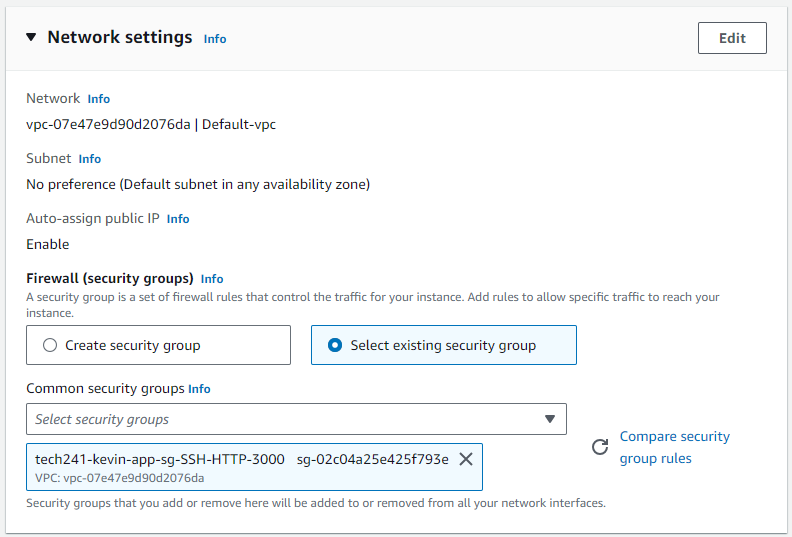 Network settings Info
Edit
Network Info
vpc-07e47e9d90d2076da | Default-vpc
Subnet Info
No preference (Default subnet in any availability zone)
Auto-assign public IP Info
Enable
Firewall (security groups) Info
A security group is a set of firewall rules that control the traffic for your instance. Add rules to allow specific traffic to reach your
instance.
Create security group
Select existing security group
Common security groups Info
Select security groups
tech241-kevin-app-sg-SSH-HTTP-3000 sg-02c04a25e425f793e
VPC: vpc-07e47e9d90d2076da
Compare security
group rules
Security groups that you add or remove here will be added to or removed from all your network interfaces.